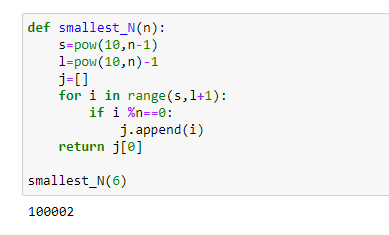 def smallest_N(n):
    s=pow(10,n-1)
    l=pow(10,n)-1
    j=[]
    for i in range(s,l+1):
        if i %n==0:
            j.append(i)
    return j[0]

smallest_N(6)
100002